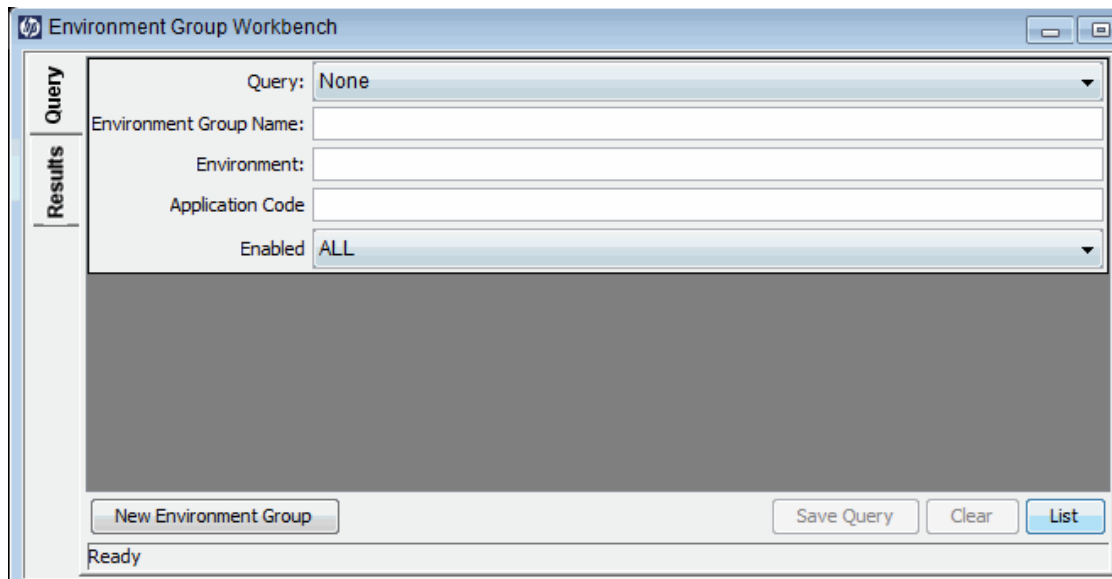 hp Environment Group Workbench
Query
Results
Query: None
Environment Group Name:
Environment:
Application Code
Enabled ALL
New Environment Group Save Query Clear List
Ready